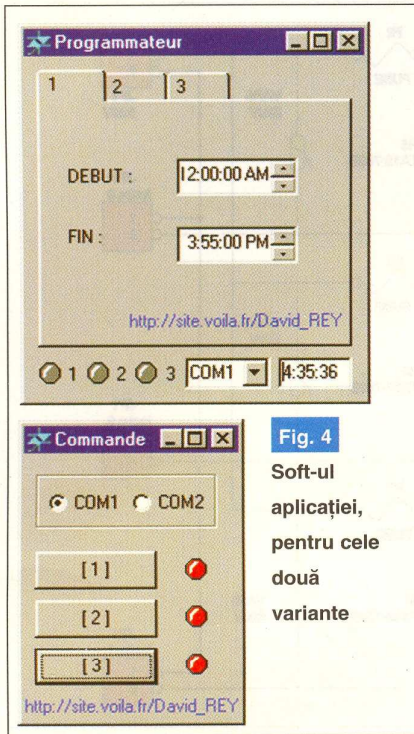 Programmateur
1 2 3
DEBUT : 12:00:00 AM
FIN : 3:55:00 PM
http://site.voila.fr/David_REY
1 2 3 COM1 4:35:36
Commande
COM1 COM2
[1]
[2]
[3]
http://site.voila.fr/David_REY
Fig. 4
Soft-ul
aplicației,
pentru cele
două
variante